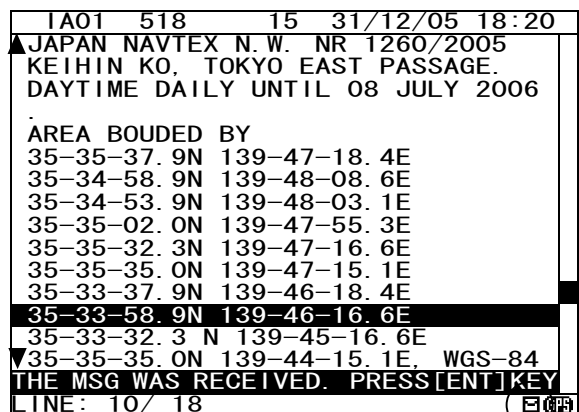 IA01 518 15 31/12/05 18:20
JAPAN NAVTEX N.W. NR 1260/2005
KEIHIN KO, TOKYO EAST PASSAGE.
DAYTIME DAILY UNTIL 08 JULY 2006
.
AREA BOUDED BY
35-35-37.9N 139-47-18.4E
35-34-58.9N 139-48-08.6E
35-34-53.9N 139-48-03.1E
35-35-02.0N 139-47-55.3E
35-35-32.3N 139-47-16.6E
35-35-35.0N 139-47-15.1E
35-33-37.9N 139-46-18.4E
35-33-58.9N 139-46-16.6E
35-33-32.3 N 139-45-16.6E
35-35-35.0N 139-44-15.1E, WGS-84
THE MSG WAS RECEIVED. PRESS[ENT]KEY
LINE: 10/ 18